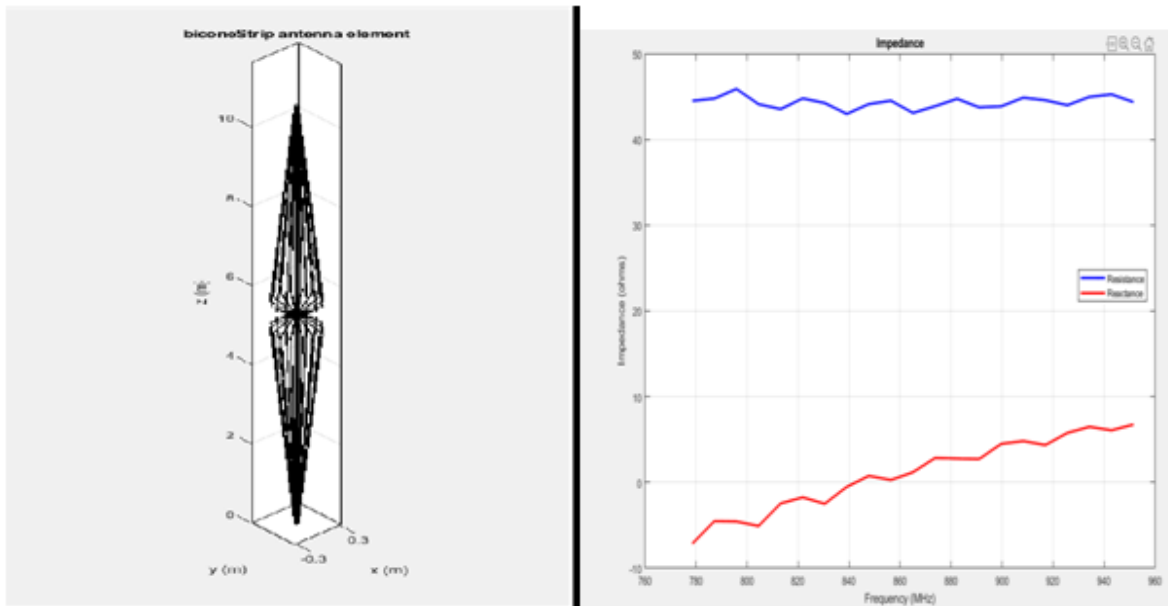 biconeStrip antenna element
10
8
6
4
2
0
z (m)
y (m)
-0.3
0.3
x (m)
Impedance
50
40
30
20
10
0
-10
Impedance (ohms)
Resistance
Reactance
760 780 800 820 840 860 880 900 920 940 960
Frequency (MHz)